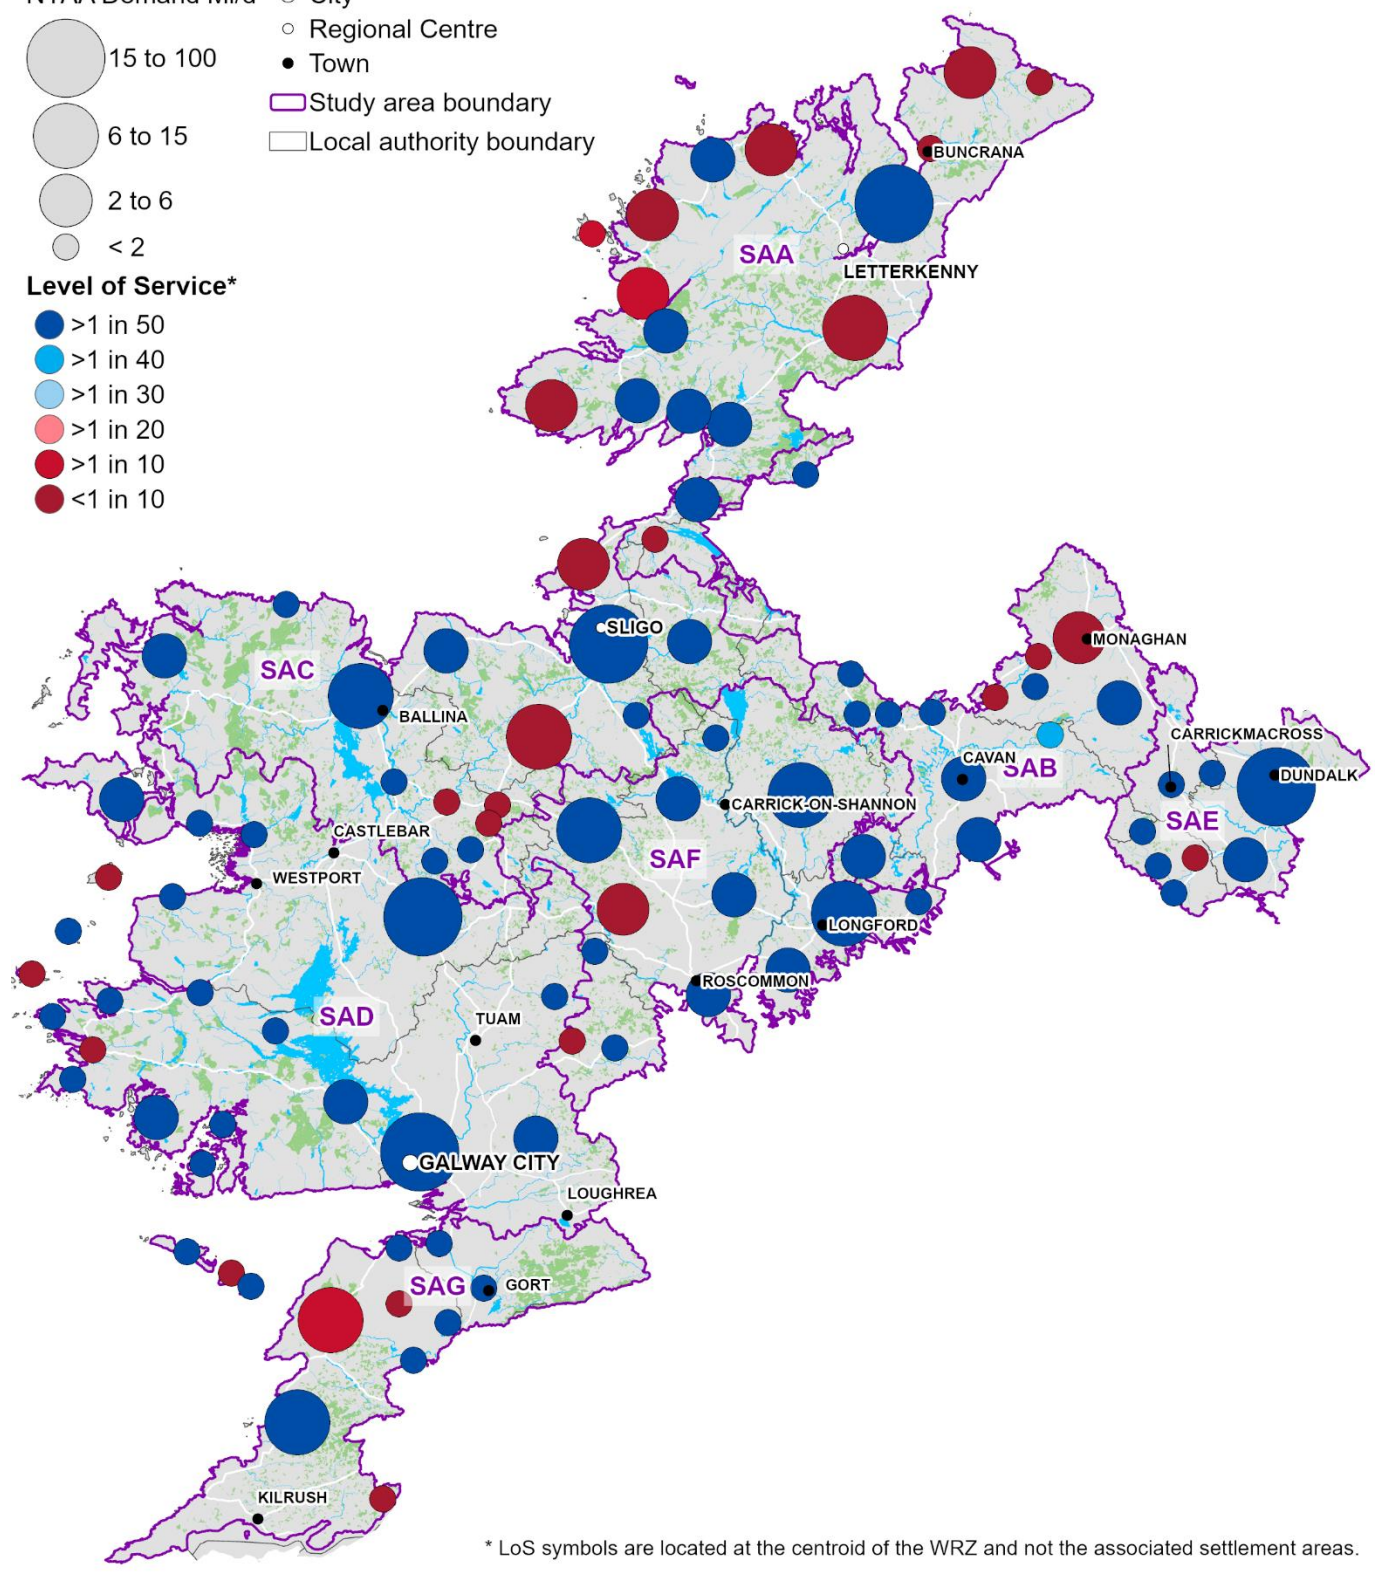 City
15 to 100
Regional Centre
Town
6 to 15
Study area boundary
Local authority boundary
2 to 6
< 2
Level of Service*
>1 in 50
>1 in 40
>1 in 30
>1 in 20
>1 in 10
<1 in 10
BUNCRANA
SAA
LETTERKENNY
SLIGO
MONAGHAN
SAC
BALLINA
CARRICKMACROSS
CAVAN
SAB
DUNDALK
CARRICK-ON-SHANNON
CASTLEBAR
SAE
SAF
WESTPORT
LONGFORD
ROSCOMMON
SAD
TUAM
GALWAY CITY
LOUGHREA
SAG
GORT
KILRUSH
* LoS symbols are located at the centroid of the WRZ and not the associated settlement areas.